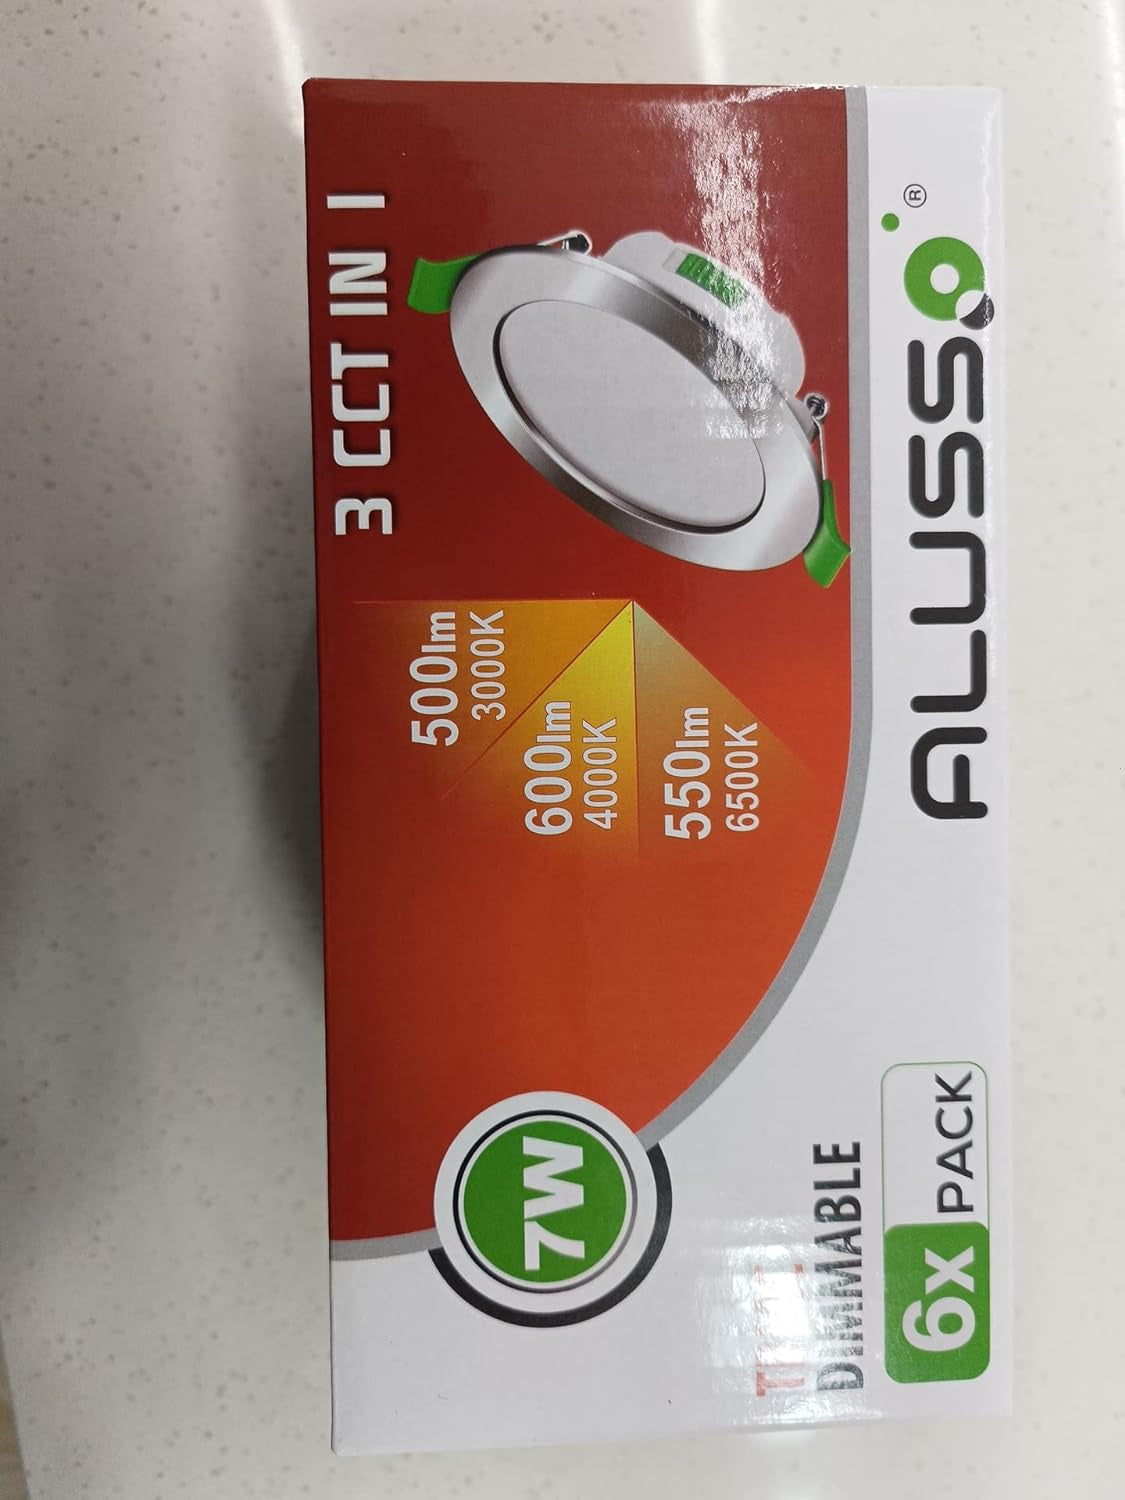 3 CCT IN 1
500lm
3000K
600lm
4000K
550lm
6500K
7W
DIMMABLE
6x PACK
ALUSSO®